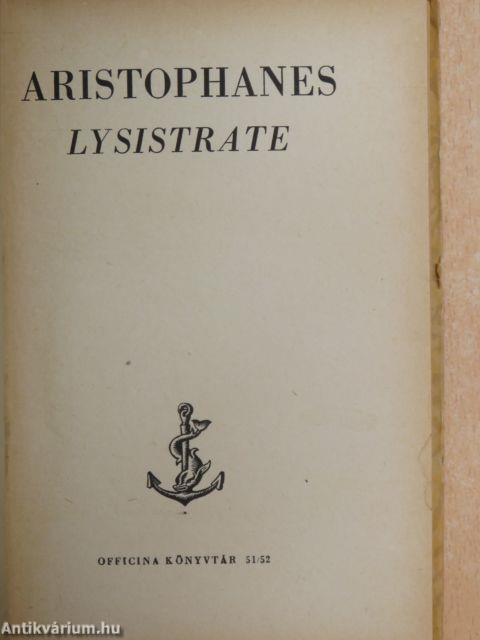 ARISTOPHANES
LYSISTRATE
OFFICINA KÖNYVTÁR 51/52
Antikvárium.hu